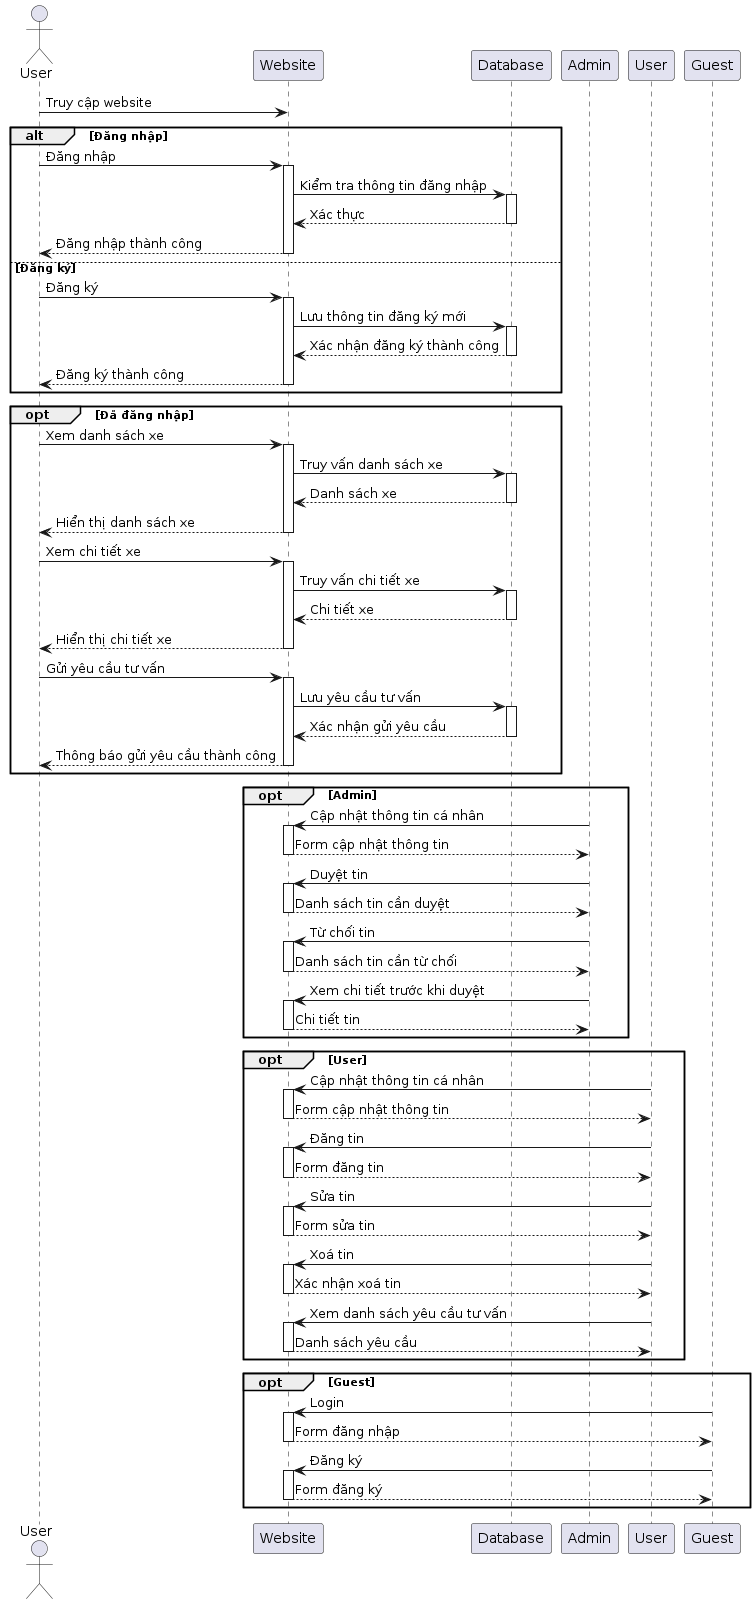 User
Website
Database
Admin
User
Guest
Truy cập website
alt [Đăng nhập]
Đăng nhập
Kiểm tra thông tin đăng nhập
Xác thực
Đăng nhập thành công
[Đăng ký]
Đăng ký
Lưu thông tin đăng ký mới
Xác nhận đăng ký thành công
Đăng ký thành công
opt [Đã đăng nhập]
Xem danh sách xe
Truy vấn danh sách xe
Danh sách xe
Hiển thị danh sách xe
Xem chi tiết xe
Truy vấn chi tiết xe
Chi tiết xe
Hiển thị chi tiết xe
Gửi yêu cầu tư vấn
Lưu yêu cầu tư vấn
Xác nhận gửi yêu cầu
Thông báo gửi yêu cầu thành công
opt [Admin]
Cập nhật thông tin cá nhân
Form cập nhật thông tin
Duyệt tin
Danh sách tin cần duyệt
Từ chối tin
Danh sách tin cần từ chối
Xem chi tiết trước khi duyệt
Chi tiết tin
opt [User]
Cập nhật thông tin cá nhân
Form cập nhật thông tin
Đăng tin
Form đăng tin
Sửa tin
Form sửa tin
Xoá tin
Xác nhận xoá tin
Xem danh sách yêu cầu tư vấn
Danh sách yêu cầu
opt [Guest]
Login
Form đăng nhập
Đăng ký
Form đăng ký
User
Website
Database
Admin
User
Guest